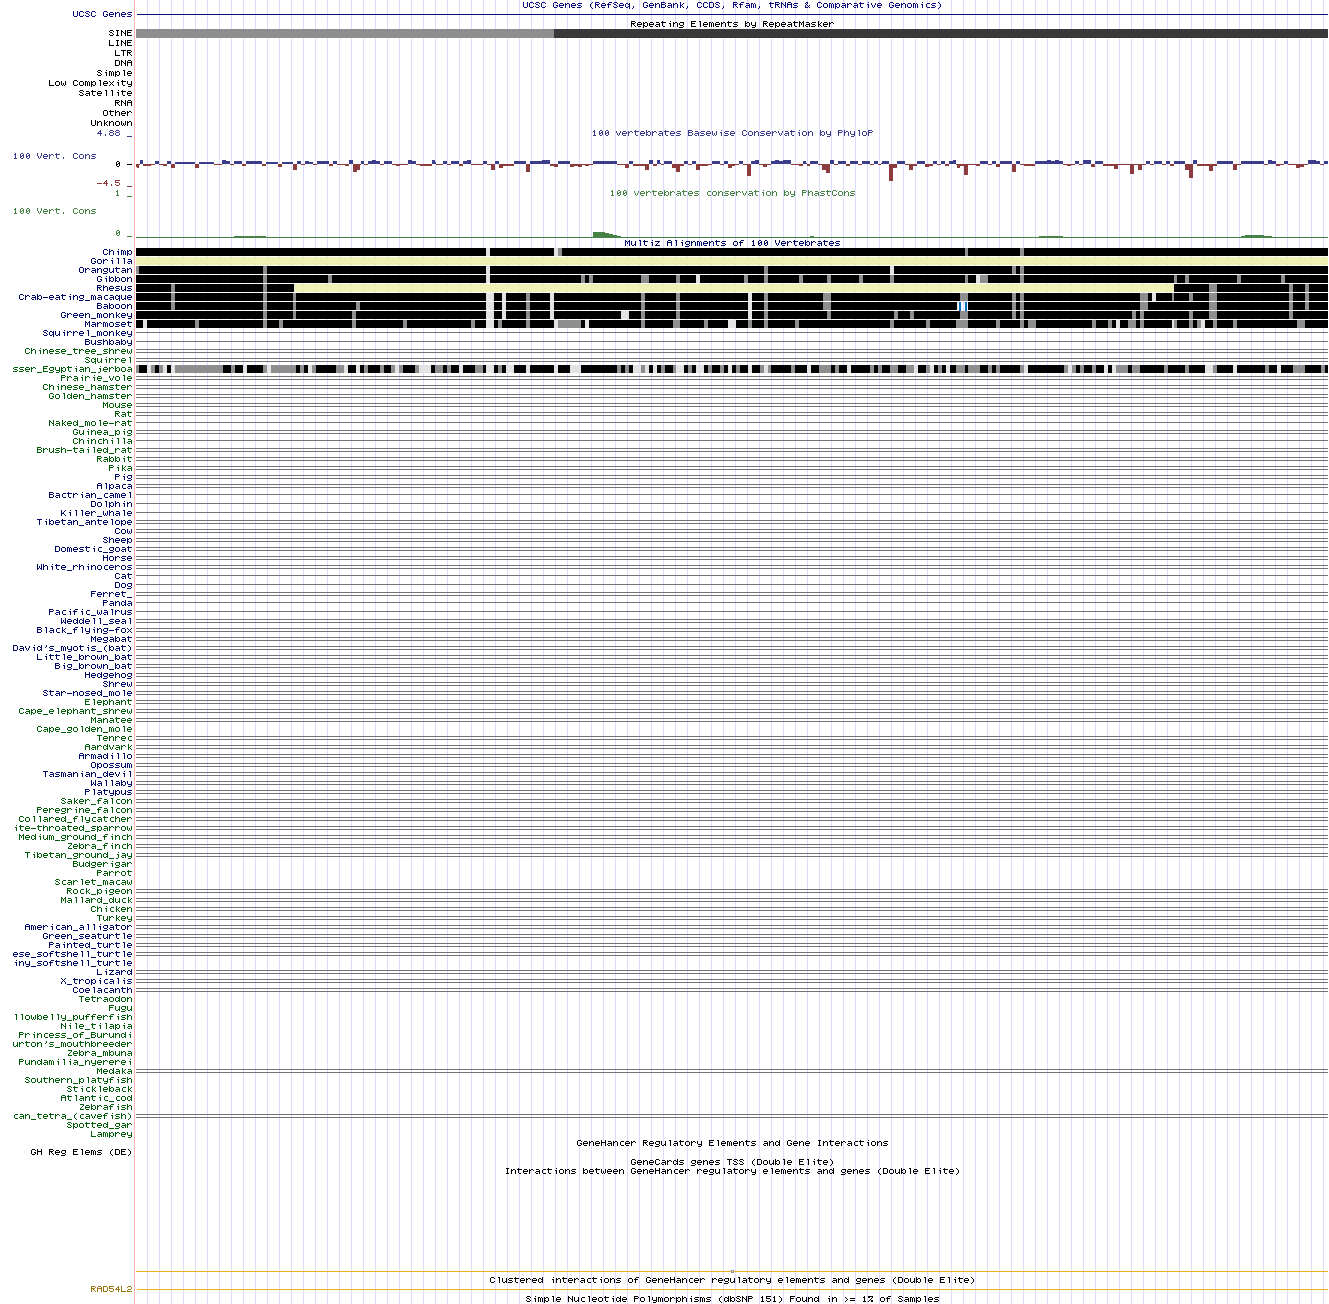 UCSC Genes (RefSeq, GenBank, CCDS, Rfam, tRNAs & Comparative Genomics)
UCSC Genes
Repeating Elements by RepeatMasker
SINE
LINE
LTR
DNA
Simple
Low Complexity
Satellite
RNA
Other
Unknown
4.88 _
100 vertebrates Basewise Conservation by PhyloP
100 Vert. Cons
0 _
-4.5 _
1 _
100 vertebrates conservation by PhastCons
100 Vert. Cons
0 _
Multiz Alignments of 100 Vertebrates
Chimp
Gorilla
Orangutan
Gibbon
Rhesus
Crab-eating_macaque
Baboon
Green_monkey
Marmoset
Squirrel_monkey
Bushbaby
Chinese_tree_shrew
Squirrel
sser_Egyptian_jerboa
Prairie_vole
Chinese_hamster
Golden_hamster
Mouse
Rat
Naked_mole-rat
Guinea_pig
Chinchilla
Brush-tailed_rat
Rabbit
Pika
Pig
Alpaca
Bactrian_camel
Dolphin
Killer_whale
Tibetan_antelope
Cow
Sheep
Domestic_goat
Horse
White_rhinoceros
Cat
Dog
Ferret_
Panda
Pacific_walrus
Weddell_seal
Black_flying-fox
Megabat
David's_myotis_(bat)
Little_brown_bat
Big_brown_bat
Hedgehog
Shrew
Star-nosed_mole
Elephant
Cape_elephant_shrew
Manatee
Cape_golden_mole
Tenrec
Aardvark
Armadillo
Opossum
Tasmanian_devil
Wallaby
Platypus
Saker_falcon
Peregrine_falcon
Collared_flycatcher
ite-throated_sparrow
Medium_ground_finch
Zebra_finch
Tibetan_ground_jay
Budgerigar
Parrot
Scarlet_macaw
Rock_pigeon
Mallard_duck
Chicken
Turkey
American_alligator
Green_seaturtle
Painted_turtle
ese_softshell_turtle
iny_softshell_turtle
Lizard
X_tropicalis
Coelacanth
Tetraodon
Fugu
llowbelly_pufferfish
Nile_tilapia
Princess_of_Burundi
urton's_mouthbreeder
Zebra_mbuna
Pundamilia_nyererei
Medaka
Southern_platyfish
Stickleback
Atlantic_cod
Zebrafish
can_tetra_(cavefish)
Spotted_gar
Lamprey
GeneHancer Regulatory Elements and Gene Interactions
GH Reg Elems (DE)
GeneCards genes TSS (Double Elite)
Interactions between GeneHancer regulatory elements and genes (Double Elite)
Clustered interactions of GeneHancer regulatory elements and genes (Double Elite)
RAD54L2
Simple Nucleotide Polymorphisms (dbSNP 151) Found in >= 1% of Samples